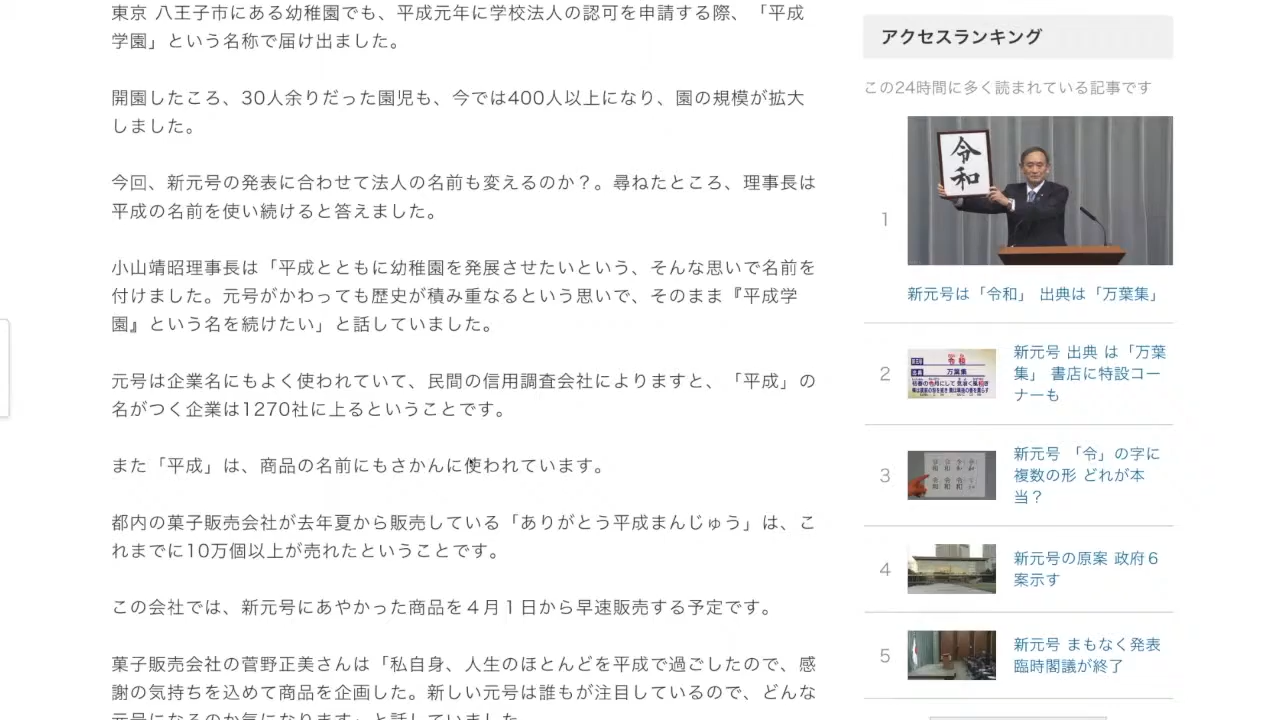 東京 八王子市にある幼稚園でも、平成元年に学校法人の認可を申請する際、「平成
学園」という名称で届け出ました。
開園したころ、30人余りだった園児も、今では400人以上になり、園の規模が拡大
しました。
今回、新元号の発表に合わせて法人の名前も変えるのか？。尋ねたところ、理事長は
平成の名前を使い続けると答えました。
小山靖昭理事長は「平成とともに幼稚園を発展させたいという、そんな思いで名前を
付けました。元号がかわっても歴史が積み重なるという思いで、そのまま『平成学
園』という名を続けたい」と話していました。
元号は企業名にもよく使われていて、民間の信用調査会社によりますと、「平成」の
名がつく企業は1270社に上るということです。
また「平成」は、商品の名前にもさかんに使われています。
都内の菓子販売会社が去年夏から販売している「ありがとう平成まんじゅう」は、こ
れまでに10万個以上が売れたということです。
この会社では、新元号にあやかった商品を４月１日から早速販売する予定です。
菓子販売会社の菅野正美さんは「私自身、人生のほとんどを平成で過ごしたので、感
謝の気持ちを込めて商品を企画した。新しい元号は誰もが注目しているので、どんな
元号になるのか気になります」と話していました。
アクセスランキング
この24時間に多く読まれている記事です
1
令和
新元号は「令和」 出典は「万葉集」
2
令和
万葉集
新元号 出典 は「万葉
集」 書店に特設コー
ナーも
3
新元号 「令」の字に
複数の形 どれが本
当？
4
新元号の原案 政府６
案示す
5
新元号 まもなく発表
臨時閣議が終了